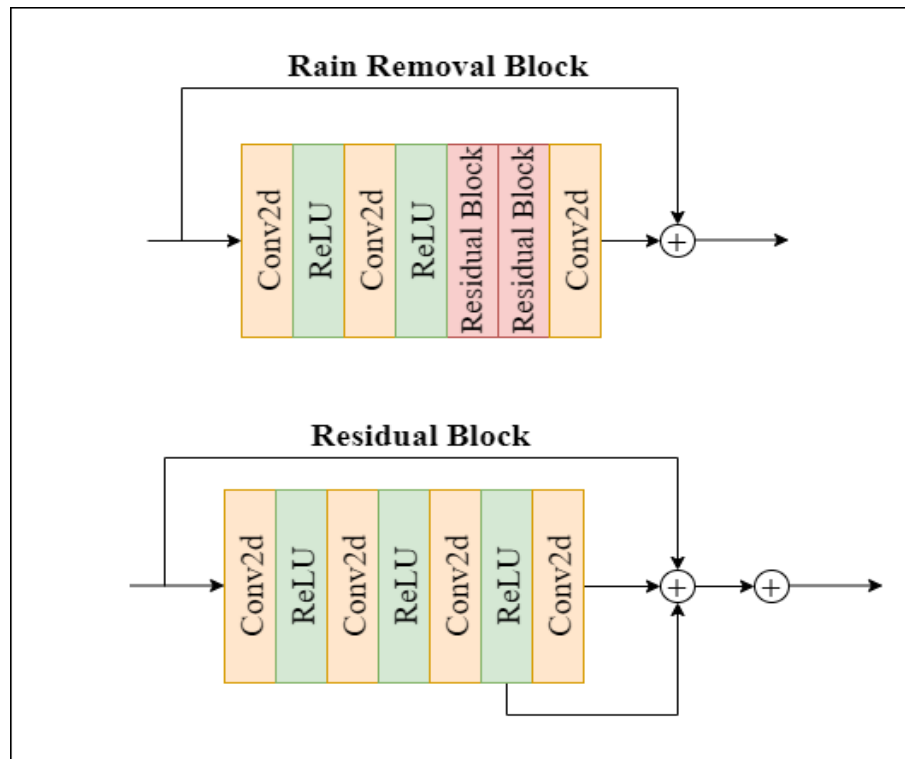 Rain Removal Block
Conv2d
ReLU
Conv2d
ReLU
Residual Block
Residual Block
Conv2d
+
Residual Block
Conv2d
ReLU
Conv2d
ReLU
Conv2d
ReLU
Conv2d
+
+